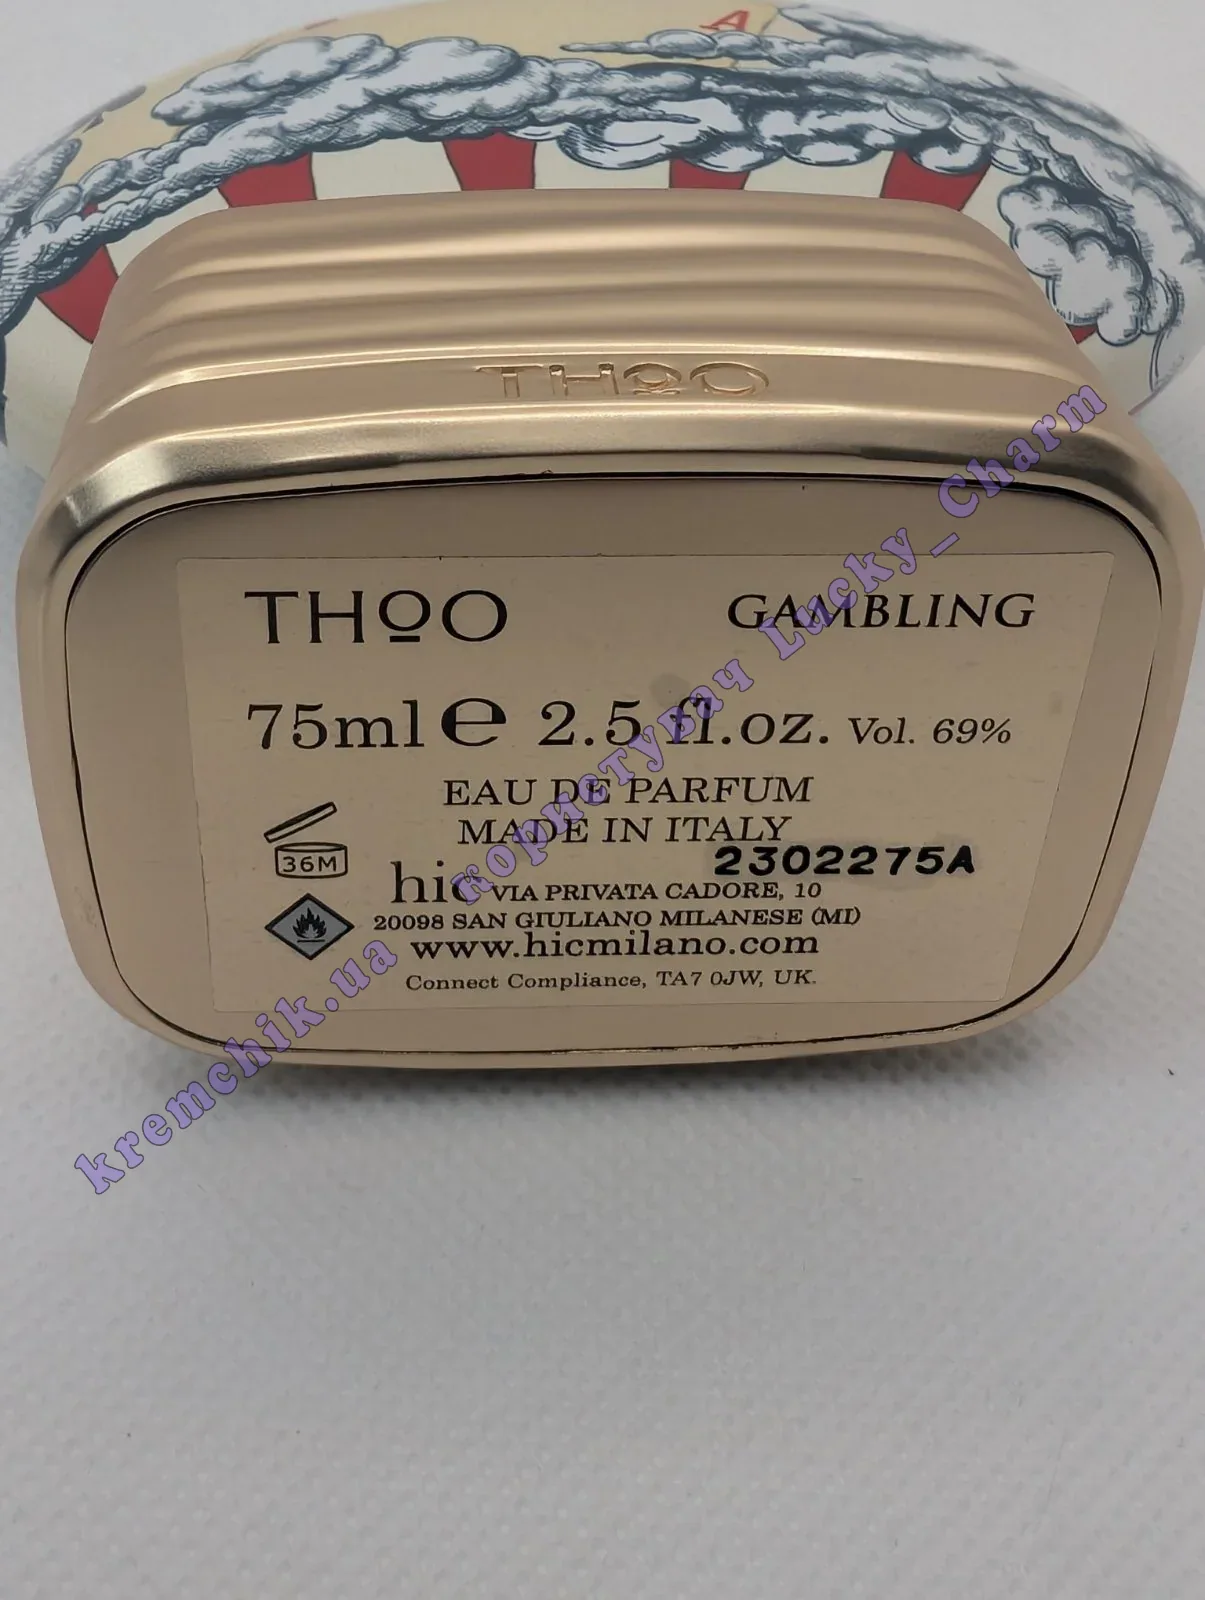 A
THOO
THOO GAMBLING
75ml e 2.5 fl.oz. Vol. 69%
EAU DE PARFUM
MADE IN ITALY
2302275A
36M
hic VIA PRIVATA CADORE, 10
20098 SAN GIULIANO MILANESE (MI)
www.hicmilano.com
Connect Compliance, TA7 0JW, UK.
kremchik.ua користувач Lucky_Charm